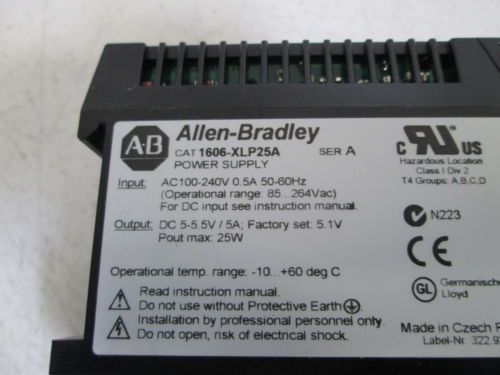 A-B Allen-Bradley
CAT 1606-XLP25A SER A
POWER SUPPLY
Input: AC100-240V 0.5A 50-60Hz
(Operational range: 85...264Vac)
For DC input see instruction manual.
Output: DC 5-5.5V / 5A; Factory set: 5.1V
Pout max: 25W
Operational temp. range: -10...+60 deg C
Read instruction manual.
Do not use without Protective Earth
Installation by professional personnel only.
Do not open, risk of electrical shock.
C US
Hazardous Location
Class I Div 2
T4 Groups: A,B,C,D
N223
CE
GL Germanische
Lloyd
Made in Czech
Label-Nr. 322.9